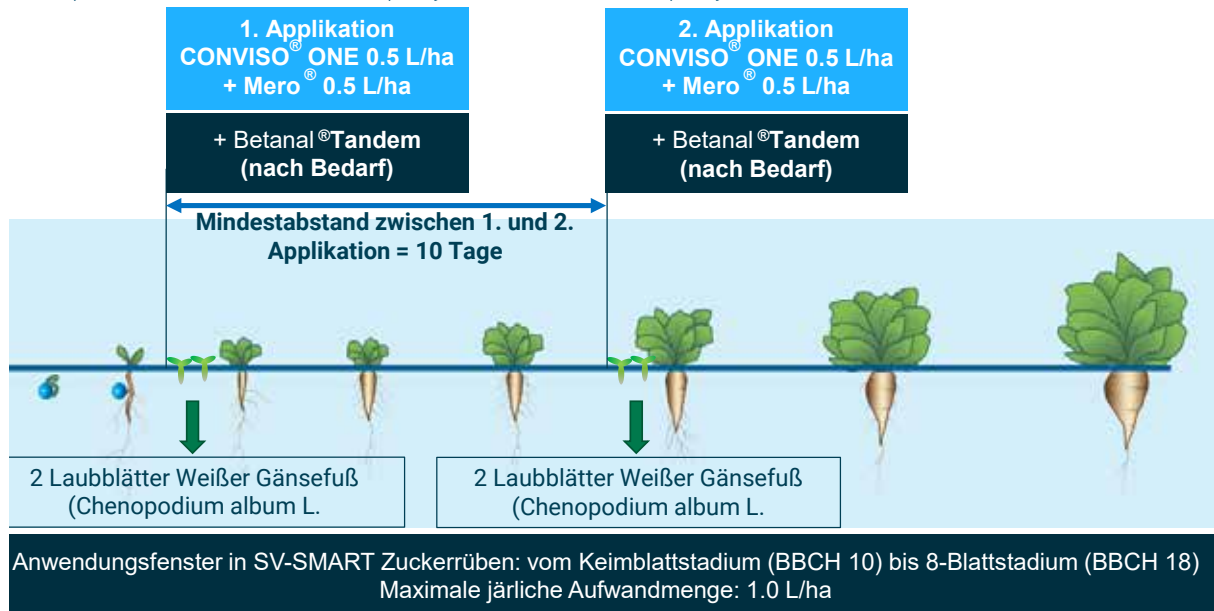 1. Applikation
CONVISO® ONE 0.5 L/ha
+ Mero® 0.5 L/ha
+ Betanal®Tandem
(nach Bedarf)
2. Applikation
CONVISO® ONE 0.5 L/ha
+ Mero® 0.5 L/ha
+ Betanal®Tandem
(nach Bedarf)
Mindestabstand zwischen 1. und 2.
Applikation = 10 Tage
2 Laubblätter Weißer Gänsefuß
(Chenopodium album L.
2 Laubblätter Weißer Gänsefuß
(Chenopodium album L.
Anwendungsfenster in SV-SMART Zuckerrüben: vom Keimblattstadium (BBCH 10) bis 8-Blattstadium (BBCH 18)
Maximale järliche Aufwandmenge: 1.0 L/ha